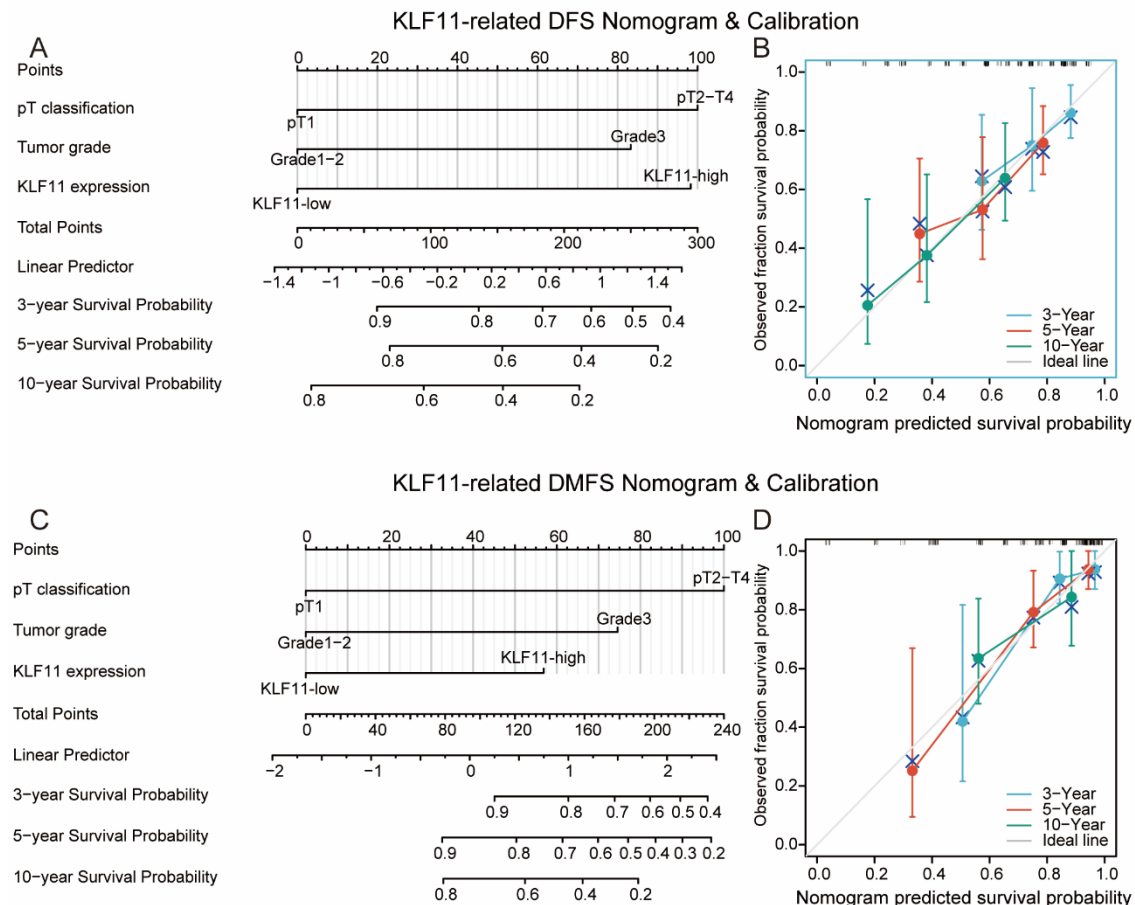 KLF11-related DFS Nomogram & Calibration
A
Points
0 20 40 60 80 100
pT classification
pT2−T4
pT1
Tumor grade
Grade3
Grade1−2
KLF11 expression
KLF11-high
KLF11-low
Total Points
0 100 200 300
Linear Predictor
−1.4 −1 −0.6 −0.2 0.2 0.6 1 1.4
3−year Survival Probability
0.9 0.8 0.7 0.6 0.5 0.4
5−year Survival Probability
0.8 0.6 0.4 0.2
10−year Survival Probability
0.8 0.6 0.4 0.2
B
Observed fraction survival probability
1.0
0.8
0.6
0.4
0.2
0.0
3−Year
5−Year
10−Year
Ideal line
0.0 0.2 0.4 0.6 0.8 1.0
Nomogram predicted survival probability
KLF11-related DMFS Nomogram & Calibration
C
Points
0 20 40 60 80 100
pT classification
pT2−T4
pT1
Tumor grade
Grade3
Grade1−2
KLF11 expression
KLF11-high
KLF11-low
Total Points
0 40 80 120 160 200 240
Linear Predictor
−2 −1 0 1 2
3−year Survival Probability
0.9 0.8 0.7 0.6 0.5 0.4
5−year Survival Probability
0.9 0.8 0.7 0.6 0.5 0.4 0.3 0.2
10−year Survival Probability
0.8 0.6 0.4 0.2
D
Observed fraction survival probability
1.0
0.8
0.6
0.4
0.2
0.0
3−Year
5−Year
10−Year
Ideal line
0.0 0.2 0.4 0.6 0.8 1.0
Nomogram predicted survival probability